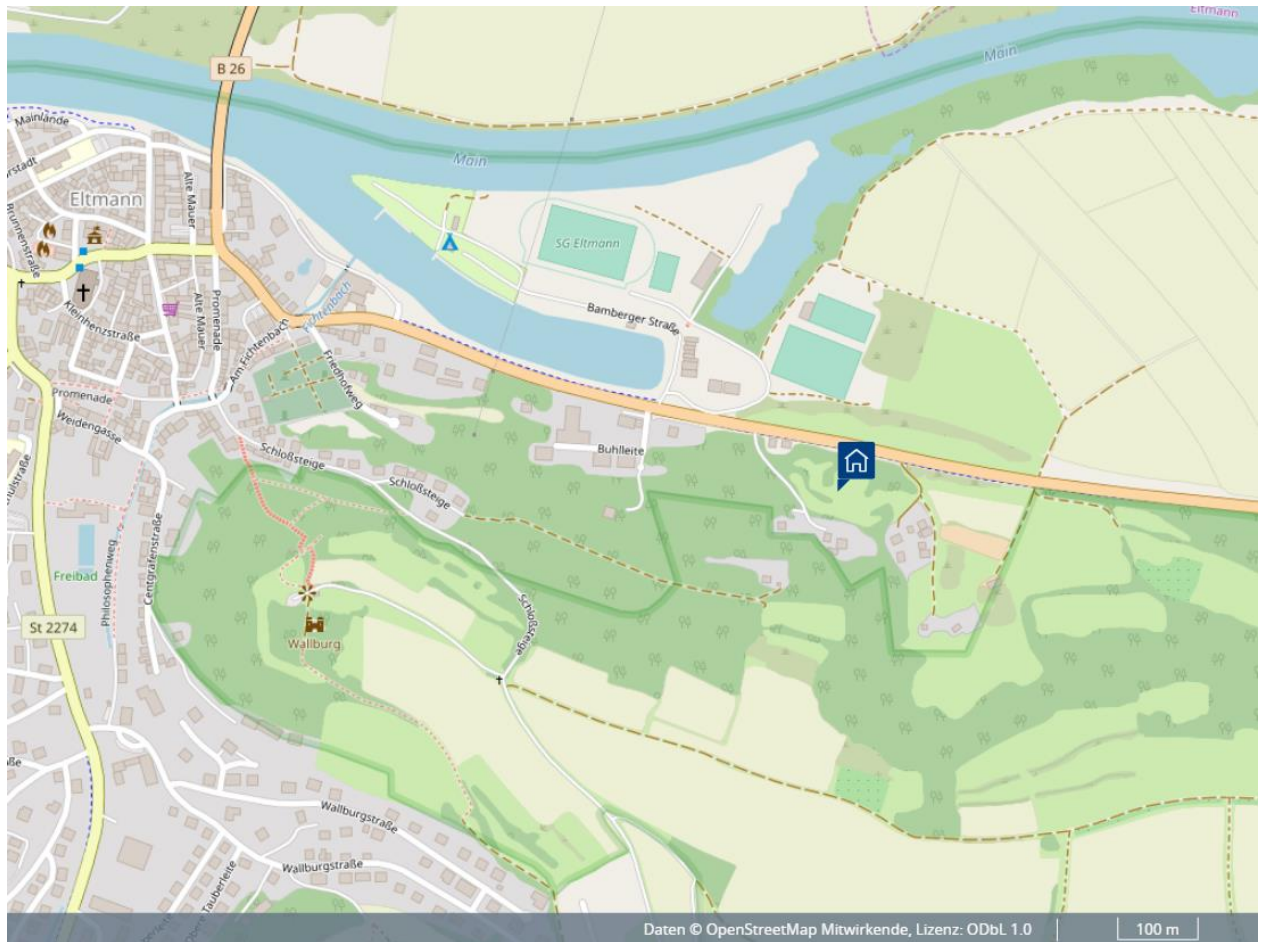 Eltmann
B 26
Main
Mainlände
Main
Eltmann
Alte Mauer
Brunnenstraße
SG Eltmann
Bamberger Straße
Fichtenbach
Promenade
Alte Mauer
Kleinhenzstraße
Am Fichtenbach
Friedhofweg
Promenade
Weidengasse
Schloßsteige
Buhlleite
Schloßsteige
Centgrafenstraße
Philosophenweg
Freibad
Schloßsteige
St 2274
Wallburg
Wallburgstraße
Wallburgstraße
Obere Tauberleite
Daten © OpenStreetMap Mitwirkende, Lizenz: ODbL 1.0
100 m